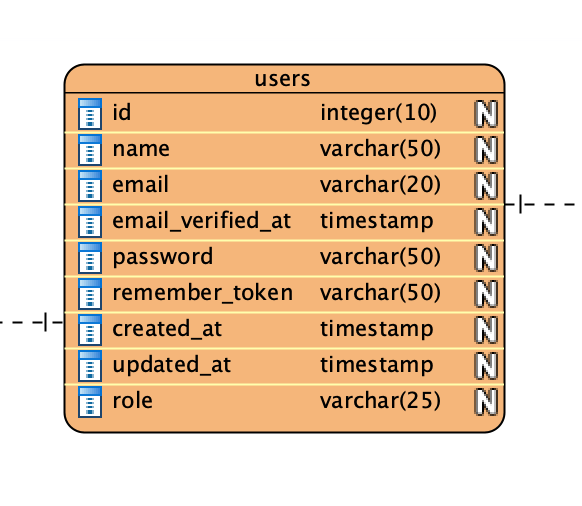 users
id integer(10) N
name varchar(50) N
email varchar(20) N
email_verified_at timestamp N
password varchar(50) N
remember_token varchar(50) N
created_at timestamp N
updated_at timestamp N
role varchar(25) N